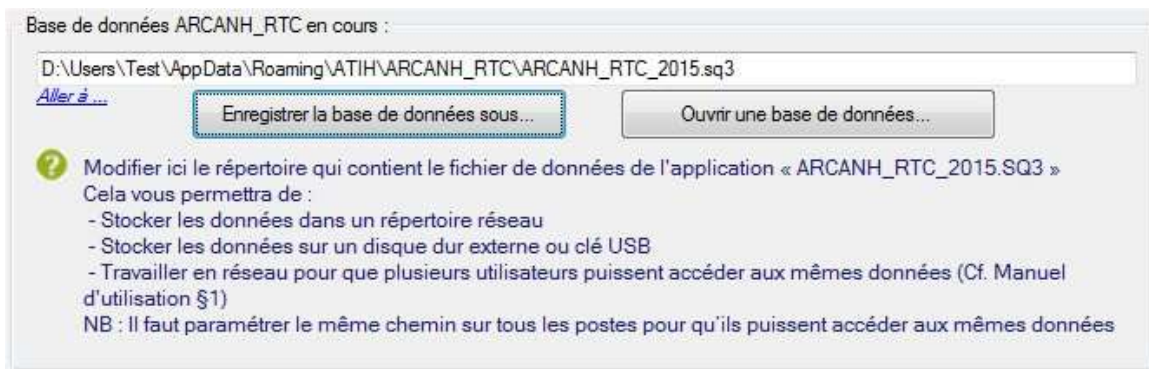 Base de données ARCANH_RTC en cours :
D:\Users\Test\AppData\Roaming\ATIH\ARCANH_RTC\ARCANH_RTC_2015.sq3
Aller à ...
Enregistrer la base de données sous... Ouvrir une base de données...
Modifier ici le répertoire qui contient le fichier de données de l'application « ARCANH_RTC_2015.SQ3 »
Cela vous permettra de :
- Stocker les données dans un répertoire réseau
- Stocker les données sur un disque dur externe ou clé USB
- Travailler en réseau pour que plusieurs utilisateurs puissent accéder aux mêmes données (Cf. Manuel
d'utilisation §1)
NB : Il faut paramétrer le même chemin sur tous les postes pour qu'ils puissent accéder aux mêmes données